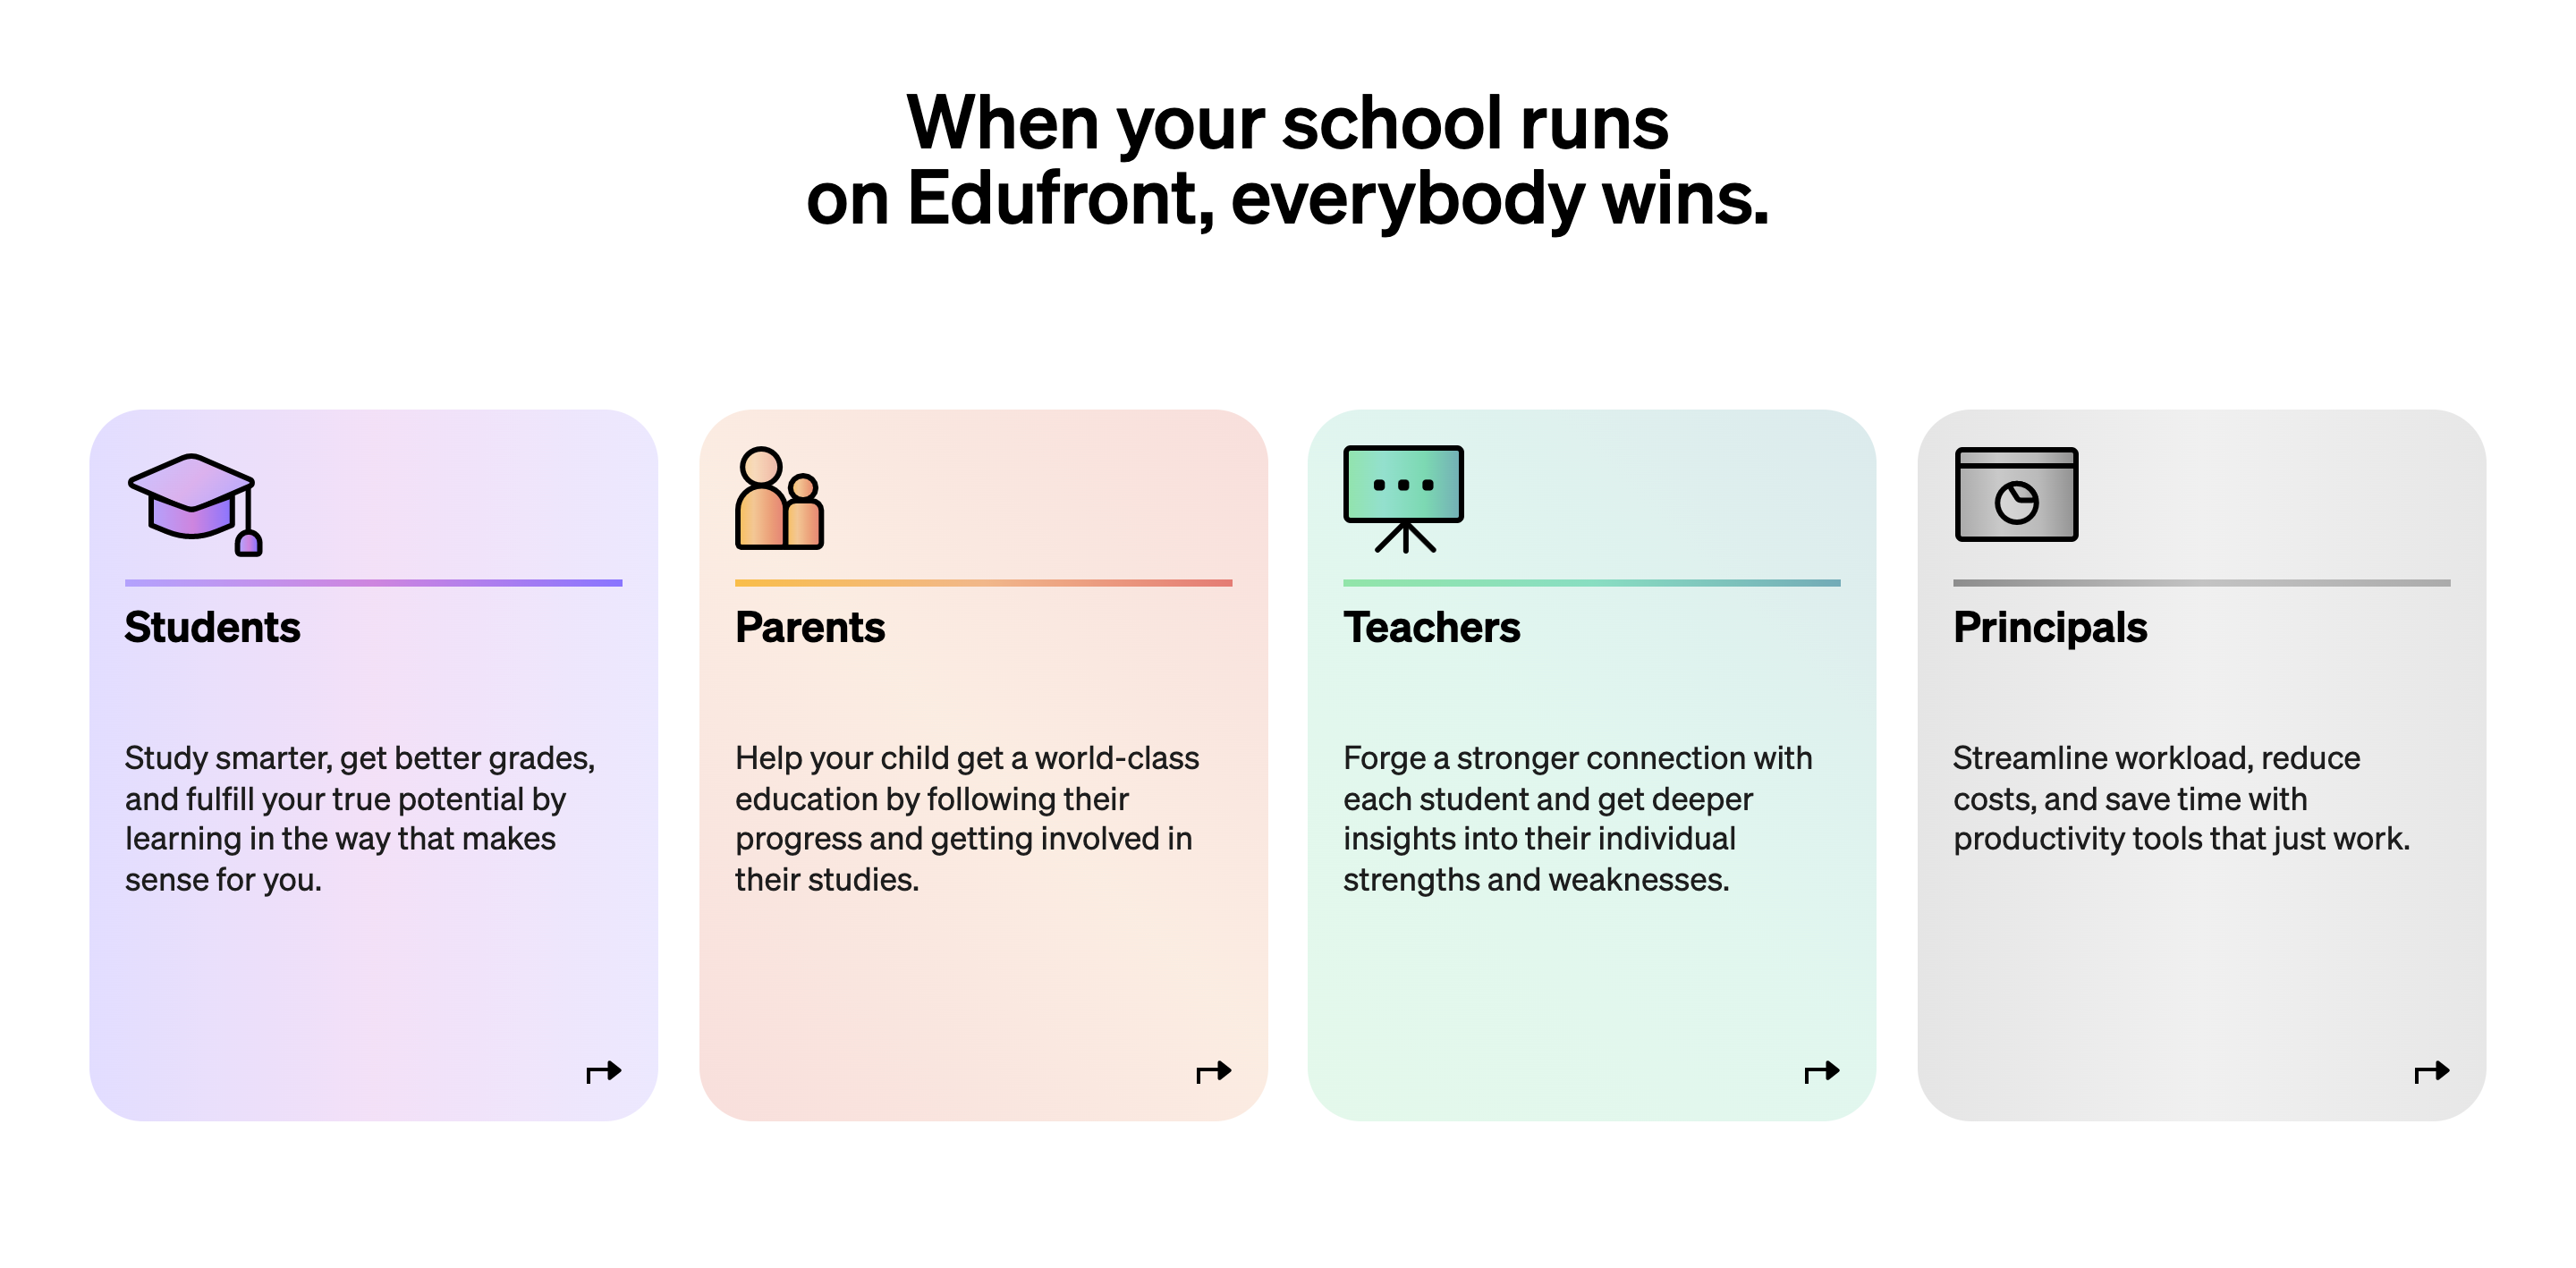 When your school runs
on Edufront, everybody wins.
Students
Study smarter, get better grades,
and fulfill your true potential by
learning in the way that makes
sense for you.
Parents
Help your child get a world-class
education by following their
progress and getting involved in
their studies.
Teachers
Forge a stronger connection with
each student and get deeper
insights into their individual
strengths and weaknesses.
Principals
Streamline workload, reduce
costs, and save time with
productivity tools that just work.